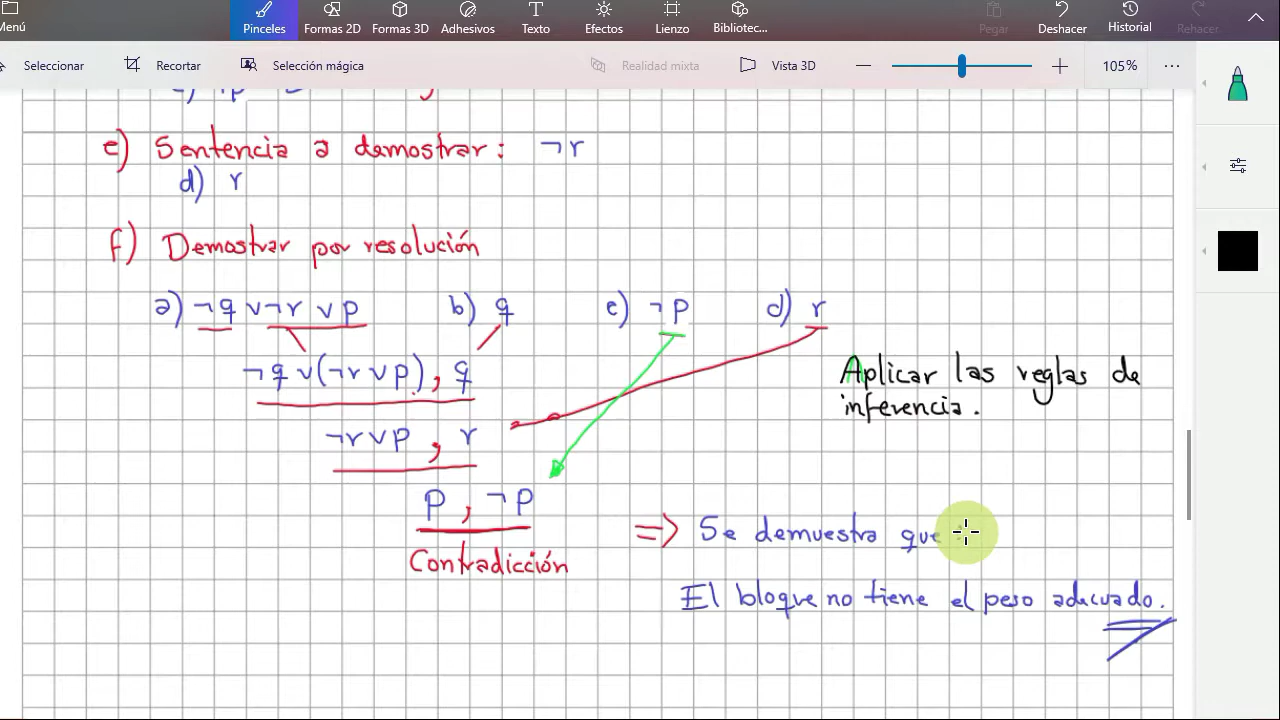 Menú
Pinceles Formas 2D Formas 3D Adhesivos Texto Efectos Lienzo Bibliotec... Pegar Deshacer Historial Rehacer
Seleccionar Recortar Selección mágica Realidad mixta Vista 3D 105%
e) Sentencia a demostrar: ¬r
d) r
f) Demostrar por resolución
a) ¬q ∨ ¬r ∨ p b) q c) ¬p d) r
¬q ∨ (¬r ∨ p), q
Aplicar las reglas de
inferencia.
¬r ∨ p, r
p, ¬p
Contradicción
=> Se demuestra que
El bloque no tiene el peso adecuado.